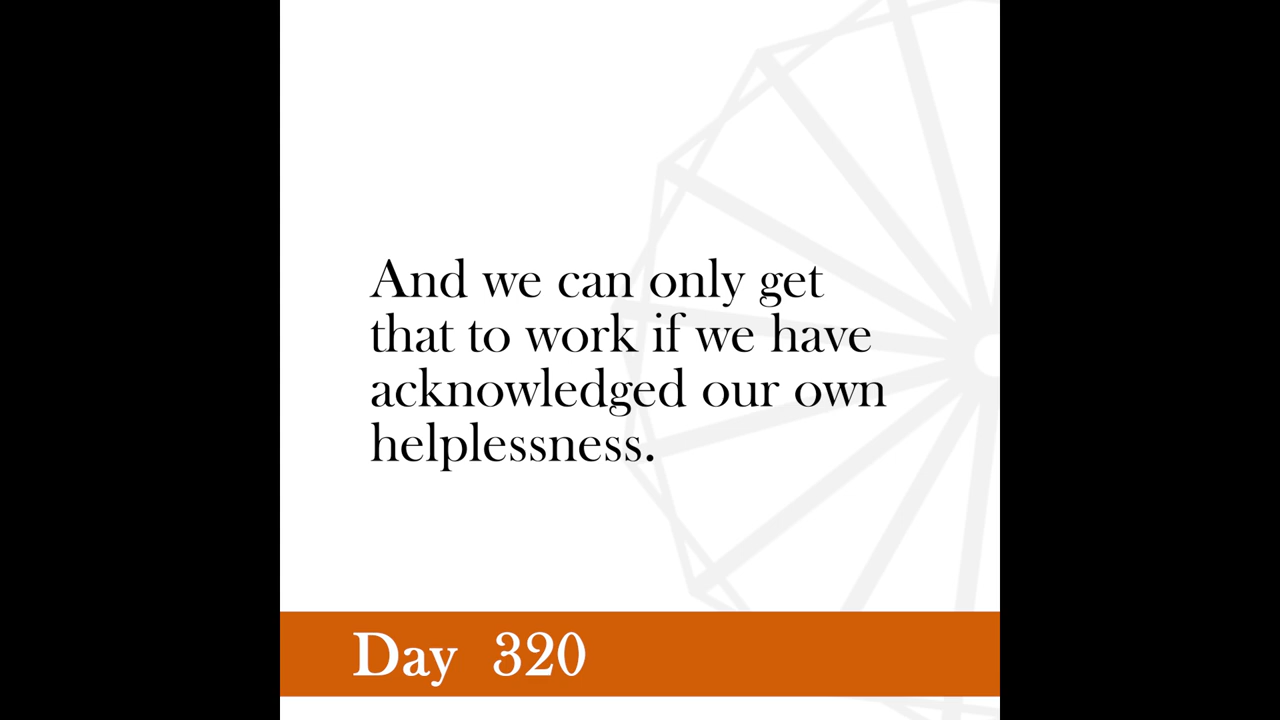 And we can only get
that to work if we have
acknowledged our own
helplessness.
Day 320